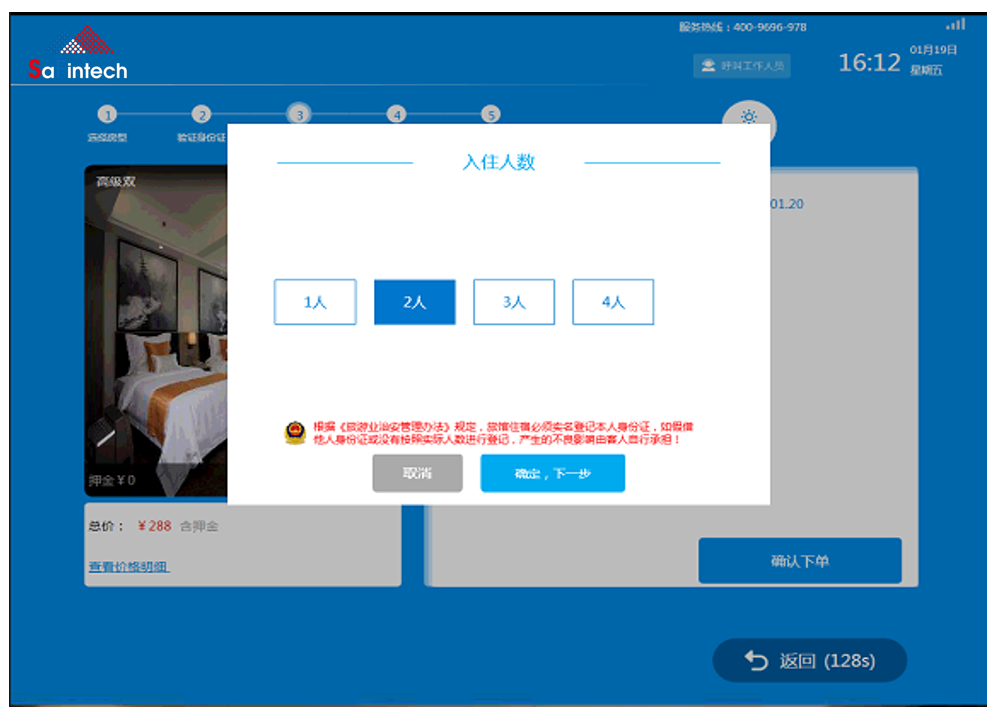 服务热线：400-9696-978
Sa intech
呼叫工作人员
16:12
01月19日
星期五
1
2
3
4
5
选择房型
验证身份证
高级双
入住人数
01.20
1人
2人
3人
4人
根据《旅游业治安管理办法》规定，旅馆住宿必须实名登记本人身份证，如假借
他人身份证或没有按照实际人数进行登记，产生的不良影响由客人自行承担！
取消
确定，下一步
押金￥0
总价：￥288 含押金
查看价格明细
确认下单
返回 (128s)